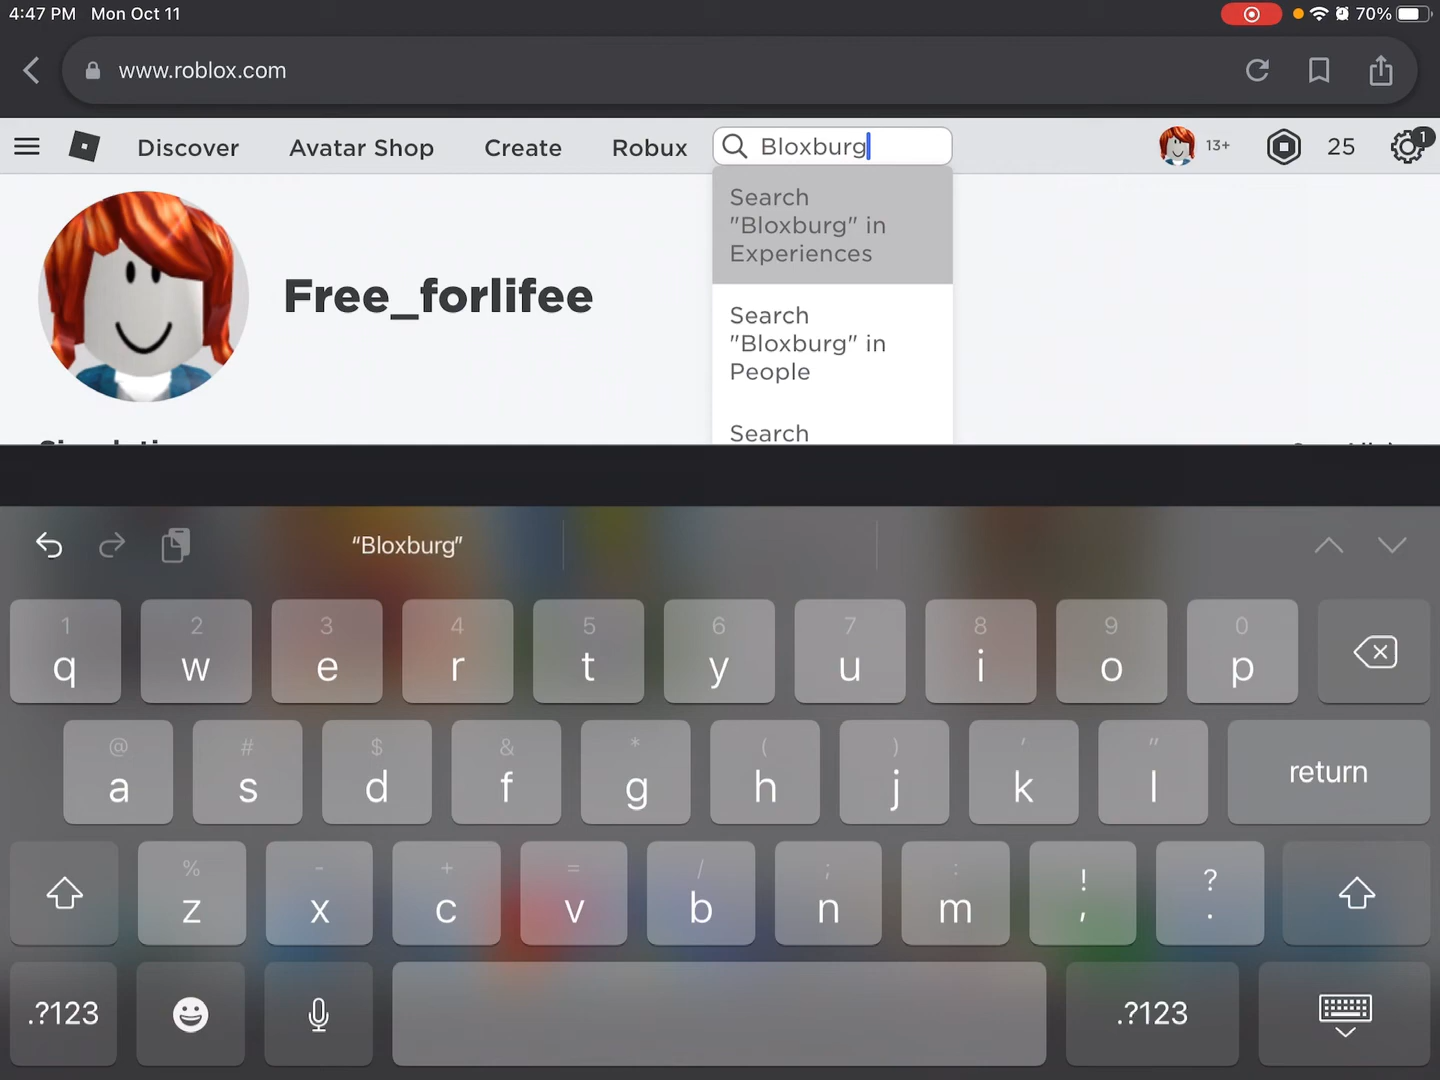 4:47 PM Mon Oct 11
70%
www.roblox.com
Discover
Avatar Shop
Create
Robux
Bloxburg
13+
25
1
Search
"Bloxburg" in
Experiences
Search
"Bloxburg" in
People
Search
Free_forlifee
“Bloxburg”
1 2 3 4 5 6 7 8 9 0
q w e r t y u i o p
@ # $ & * ( ) ' "
a s d f g h j k l return
% - + = / ; : ! ?
z x c v b n m , .
.?123 .?123